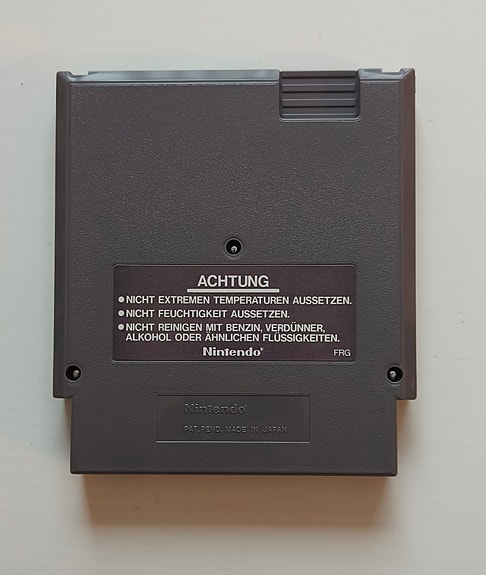 ACHTUNG
● NICHT EXTREMEN TEMPERATUREN AUSSETZEN.
● NICHT FEUCHTIGKEIT AUSSETZEN.
● NICHT REINIGEN MIT BENZIN, VERDÜNNER,
ALKOHOL ODER ÄHNLICHEN FLÜSSIGKEITEN.
Nintendo® FRG
Nintendo®
PAT. PEND. MADE IN JAPAN